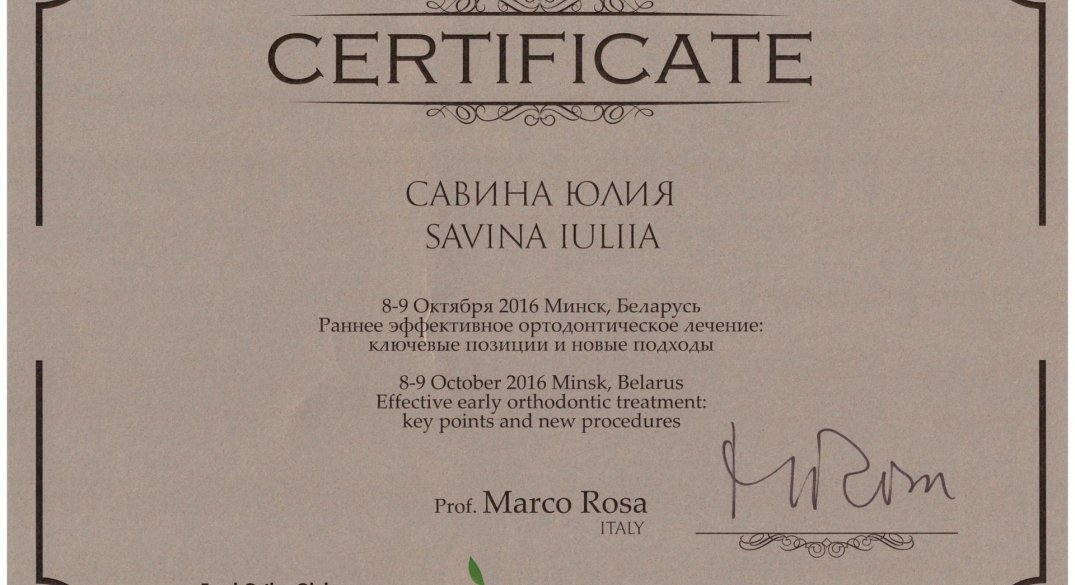 CERTIFICATE
САВИНА ЮЛИЯ
SAVINA IULIIA
8-9 Октября 2016 Минск, Беларусь
Раннее эффективное ортодонтическое лечение:
ключевые позиции и новые подходы
8-9 October 2016 Minsk, Belarus
Effective early orthodontic treatment:
key points and new procedures
Prof. Marco Rosa
ITALY